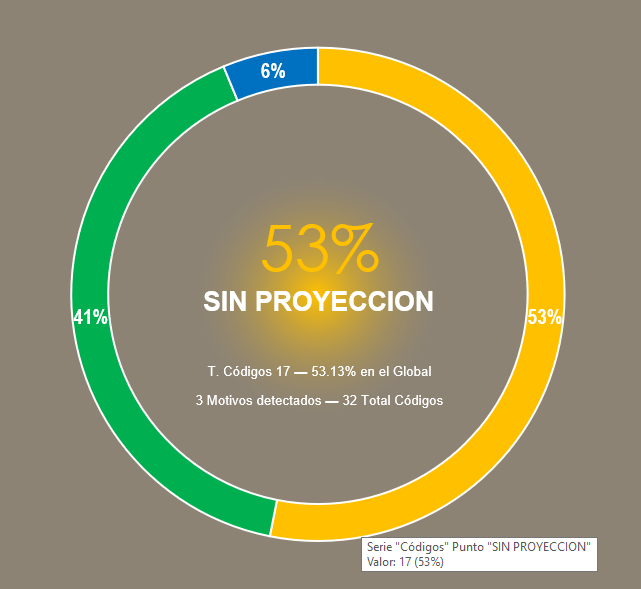 6%
53%
SIN PROYECCION
41%
53%
T. Códigos 17 — 53.13% en el Global
3 Motivos detectados — 32 Total Códigos
Serie "Códigos" Punto "SIN PROYECCION"
Valor: 17 (53%)